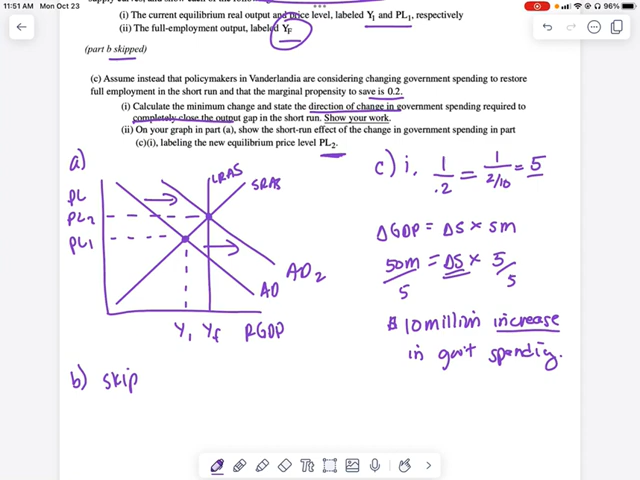 11:51 AM Mon Oct 23
96%
(i) The current equilibrium real output and price level, labeled Y1 and PL1, respectively
(ii) The full-employment output, labeled YF
(part b skipped)
(c) Assume instead that policymakers in Vanderlandia are considering changing government spending to restore
full employment in the short run and that the marginal propensity to save is 0.2.
(i) Calculate the minimum change and state the direction of change in government spending required to
completely close the output gap in the short run. Show your work.
(ii) On your graph in part (a), show the short-run effect of the change in government spending in part
(c)(i), labeling the new equilibrium price level PL2.
a)
PL
PL2
PL1
LRAS
SRAS
AD2
AD
Y1 Yf RGDP
b) skip
c) i. 1/.2 = 1/2/10 = 5
ΔGDP = ΔS × SM
50m/5 = ΔS × 5/5
$10 million increase
in gov't spending.